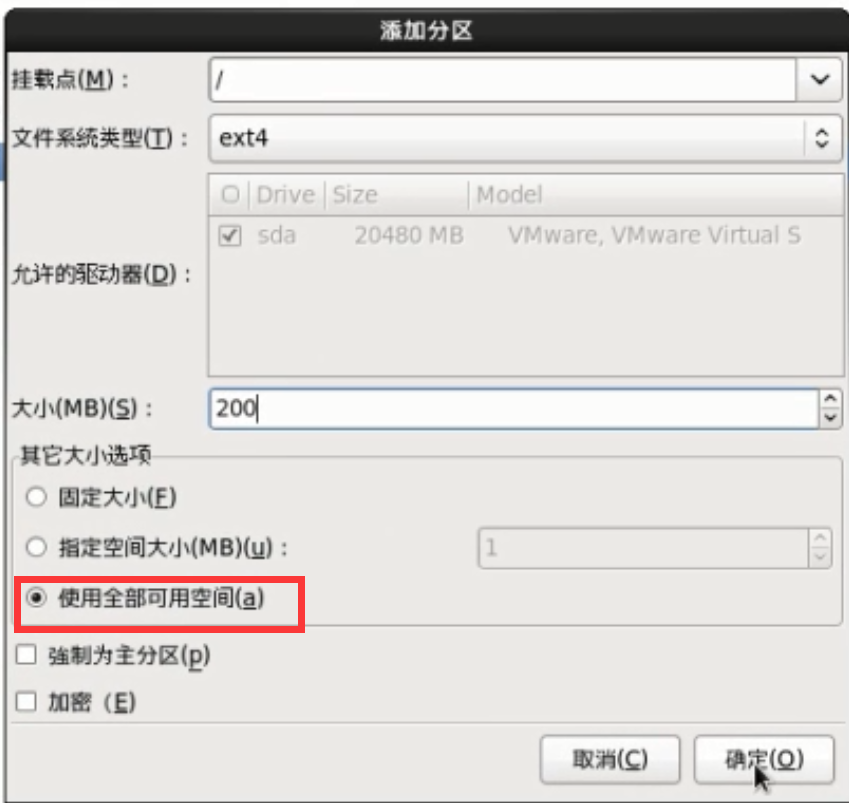 添加分区
挂载点(M)：
/
文件系统类型(T)：
ext4
Drive Size Model
sda 20480 MB VMware, VMware Virtual S
允许的驱动器(D)：
大小(MB)(S)：
200
其它大小选项
固定大小(F)
指定空间大小(MB)(u)：
1
使用全部可用空间(a)
強制为主分区(p)
加密（E)
取消(C) 确定(O)